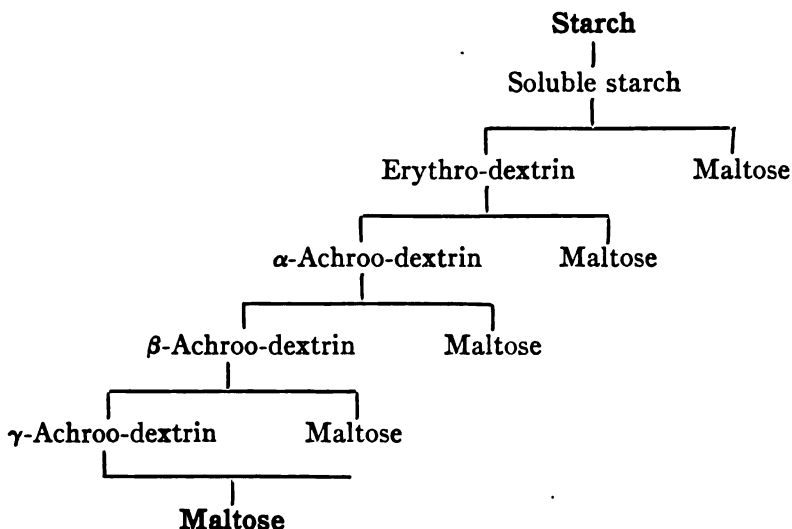 Starch
Soluble starch
Erythro-dextrin Maltose
α-Achroo-dextrin Maltose
β-Achroo-dextrin Maltose
γ-Achroo-dextrin Maltose
Maltose